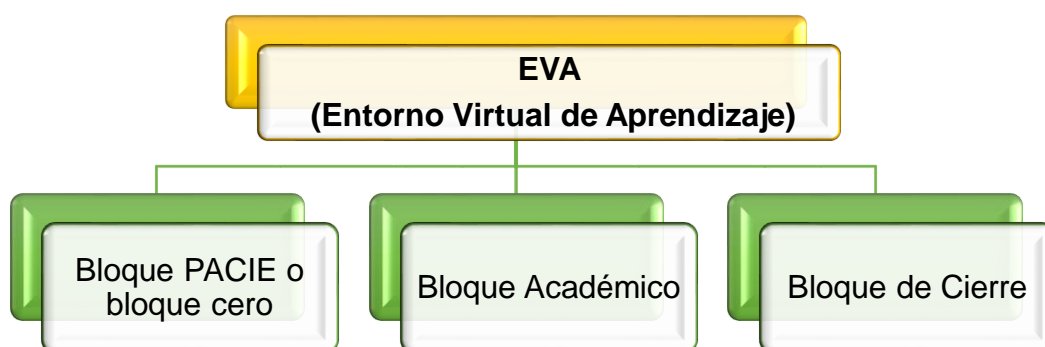 EVA
(Entorno Virtual de Aprendizaje)
Bloque PACIE o
bloque cero
Bloque Académico
Bloque de Cierre